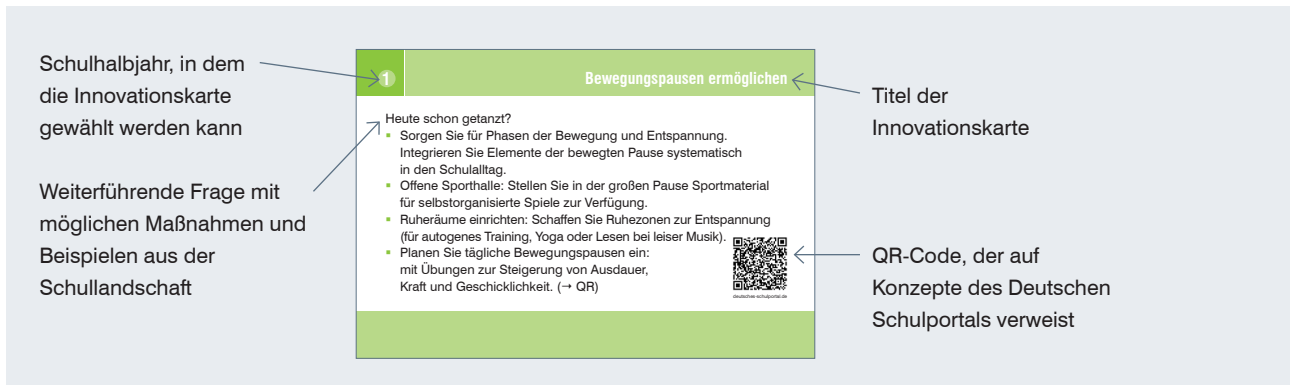 Schulhalbjahr, in dem
die Innovationskarte
gewählt werden kann
Weiterführende Frage mit
möglichen Maßnahmen und
Beispielen aus der
Schullandschaft
1
Bewegungspausen ermöglichen
Heute schon getanzt?
▪ Sorgen Sie für Phasen der Bewegung und Entspannung.
Integrieren Sie Elemente der bewegten Pause systematisch
in den Schulalltag.
▪ Offene Sporthalle: Stellen Sie in der großen Pause Sportmaterial
für selbstorganisierte Spiele zur Verfügung.
▪ Ruheräume einrichten: Schaffen Sie Ruhezonen zur Entspannung
(für autogenes Training, Yoga oder Lesen bei leiser Musik).
▪ Planen Sie tägliche Bewegungspausen ein:
mit Übungen zur Steigerung von Ausdauer,
Kraft und Geschicklichkeit. (→ QR)
deutsches-schulportal.de
Titel der
Innovationskarte
QR-Code, der auf
Konzepte des Deutschen
Schulportals verweist